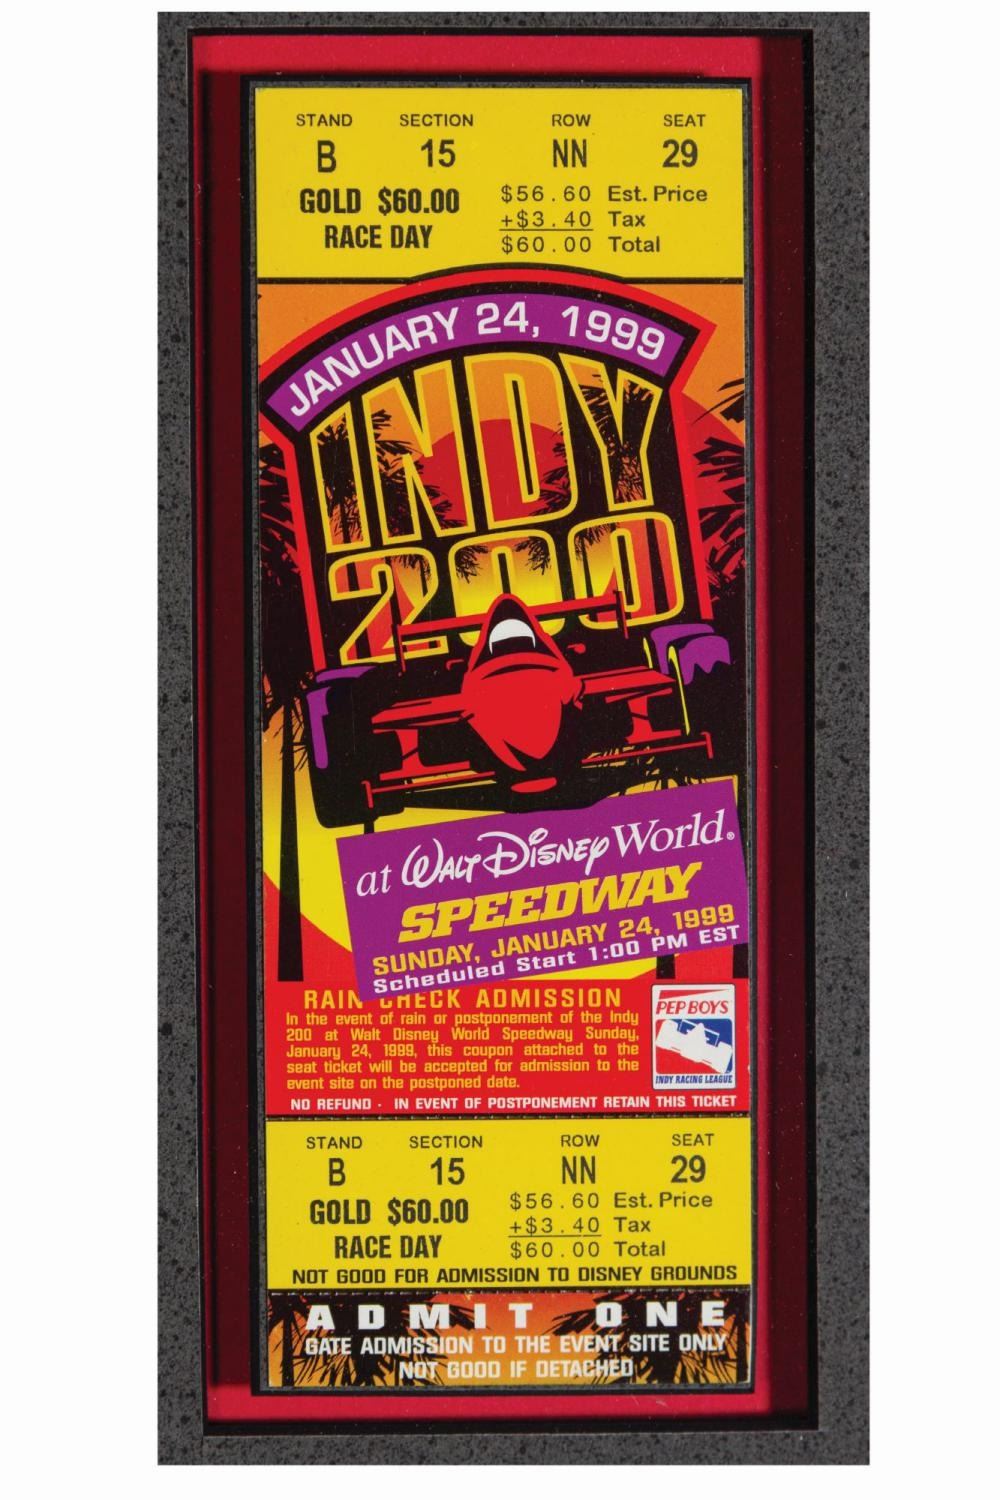 STAND SECTION ROW SEAT
B 15 NN 29
GOLD $60.00 $56.60 Est. Price
+$3.40 Tax
RACE DAY $60.00 Total
JANUARY 24, 1999
INDY
200
at Walt Disney World®
SPEEDWAY
SUNDAY, JANUARY 24, 1999
Scheduled Start 1:00 PM EST
RAIN CHECK ADMISSION
In the event of rain or postponement of the Indy
200 at Walt Disney World Speedway Sunday,
January 24, 1999, this coupon attached to the
seat ticket will be accepted for admission to the
event site on the postponed date.
PEP BOYS
INDY RACING LEAGUE
NO REFUND - IN EVENT OF POSTPONEMENT RETAIN THIS TICKET
STAND SECTION ROW SEAT
B 15 NN 29
GOLD $60.00 $56.60 Est. Price
+$3.40 Tax
RACE DAY $60.00 Total
NOT GOOD FOR ADMISSION TO DISNEY GROUNDS
ADMIT ONE
GATE ADMISSION TO THE EVENT SITE ONLY
NOT GOOD IF DETACHED